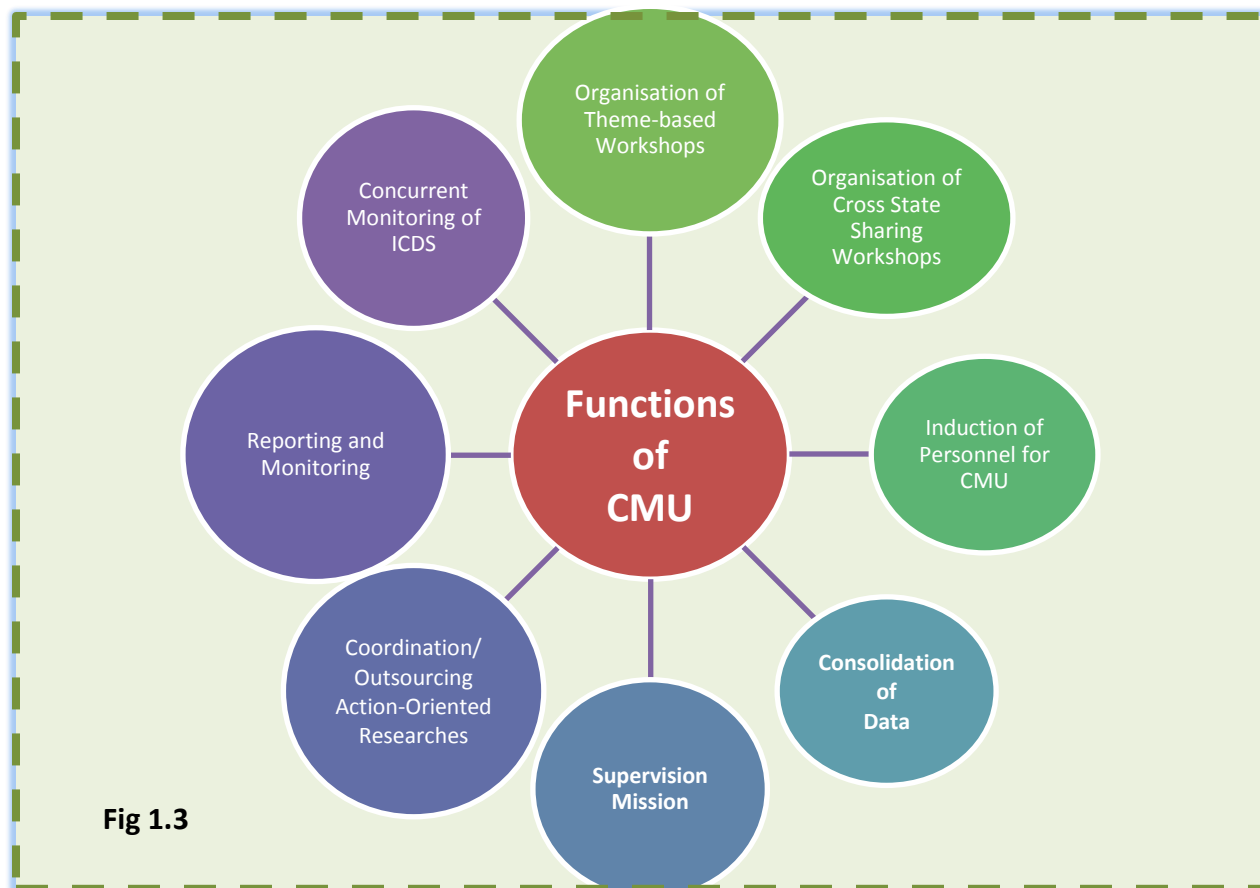 Organisation of
Theme-based
Workshops
Organisation of
Cross State
Sharing
Workshops
Induction of
Personnel for
CMU
Consolidation
of
Data
Supervision
Mission
Coordination/
Outsourcing
Action-Oriented
Researches
Reporting and
Monitoring
Concurrent
Monitoring of
ICDS
Functions
of
CMU
Fig 1.3